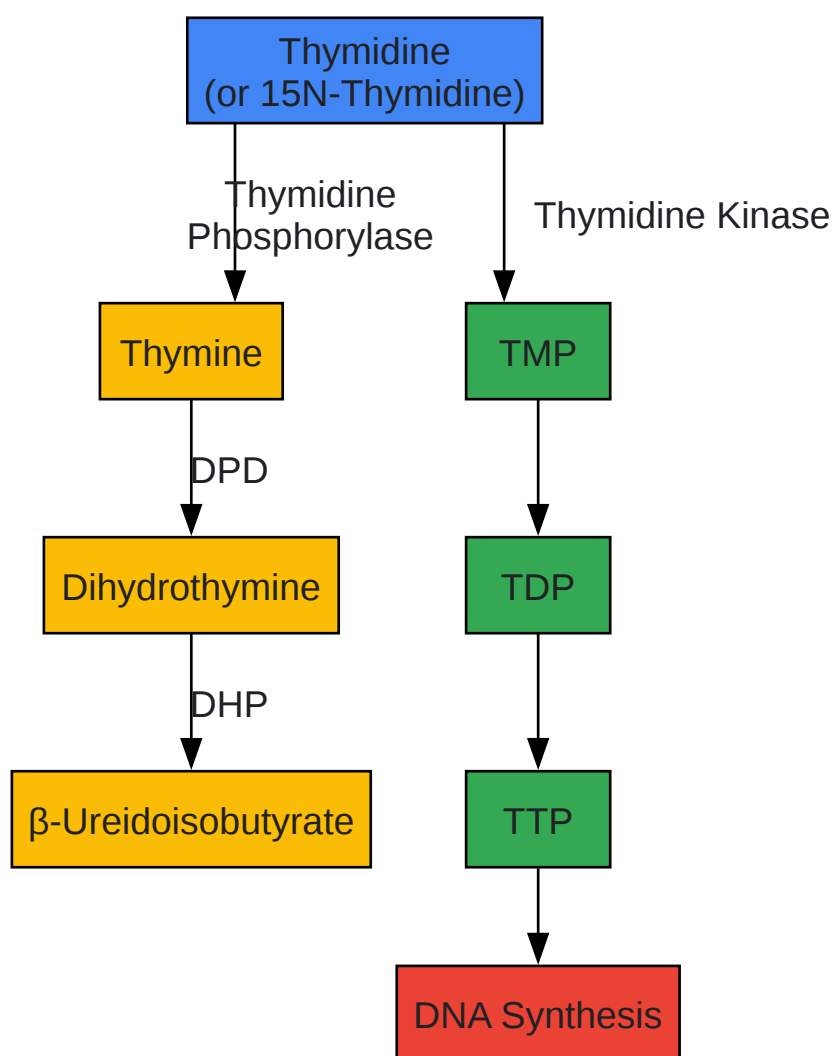 Thymidine
(or 15N-Thymidine)
Thymidine
Phosphorylase
Thymidine Kinase
Thymine
TMP
DPD
Dihydrothymine
TDP
DHP
β-Ureidoisobutyrate
TTP
DNA Synthesis